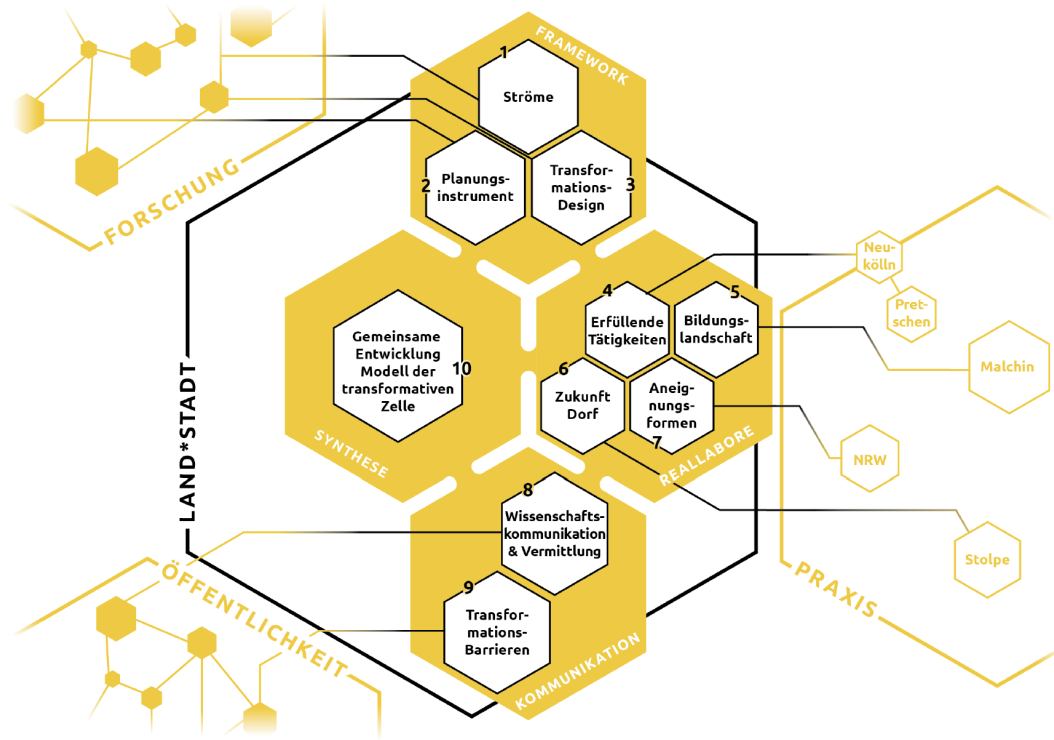 FRAMEWORK
1
Ströme
2
Planungs-
instrument
Transfor-
mations-
Design
3
FORSCHUNG
Neu-
kölln
Pret-
schen
4
Erfüllende
Tätigkeiten
5
Bildungs-
landschaft
Malchin
Gemeinsame
Entwicklung
Modell der
transformativen
Zelle
10
6
Zukunft
Dorf
Aneig-
nungs-
formen
7
NRW
SYNTHESE
REALLABORE
LAND*STADT
8
Wissenschafts-
kommunikation
& Vermittlung
Stolpe
PRAXIS
ÖFFENTLICHKEIT
9
Transfor-
mations-
Barrieren
KOMMUNIKATION